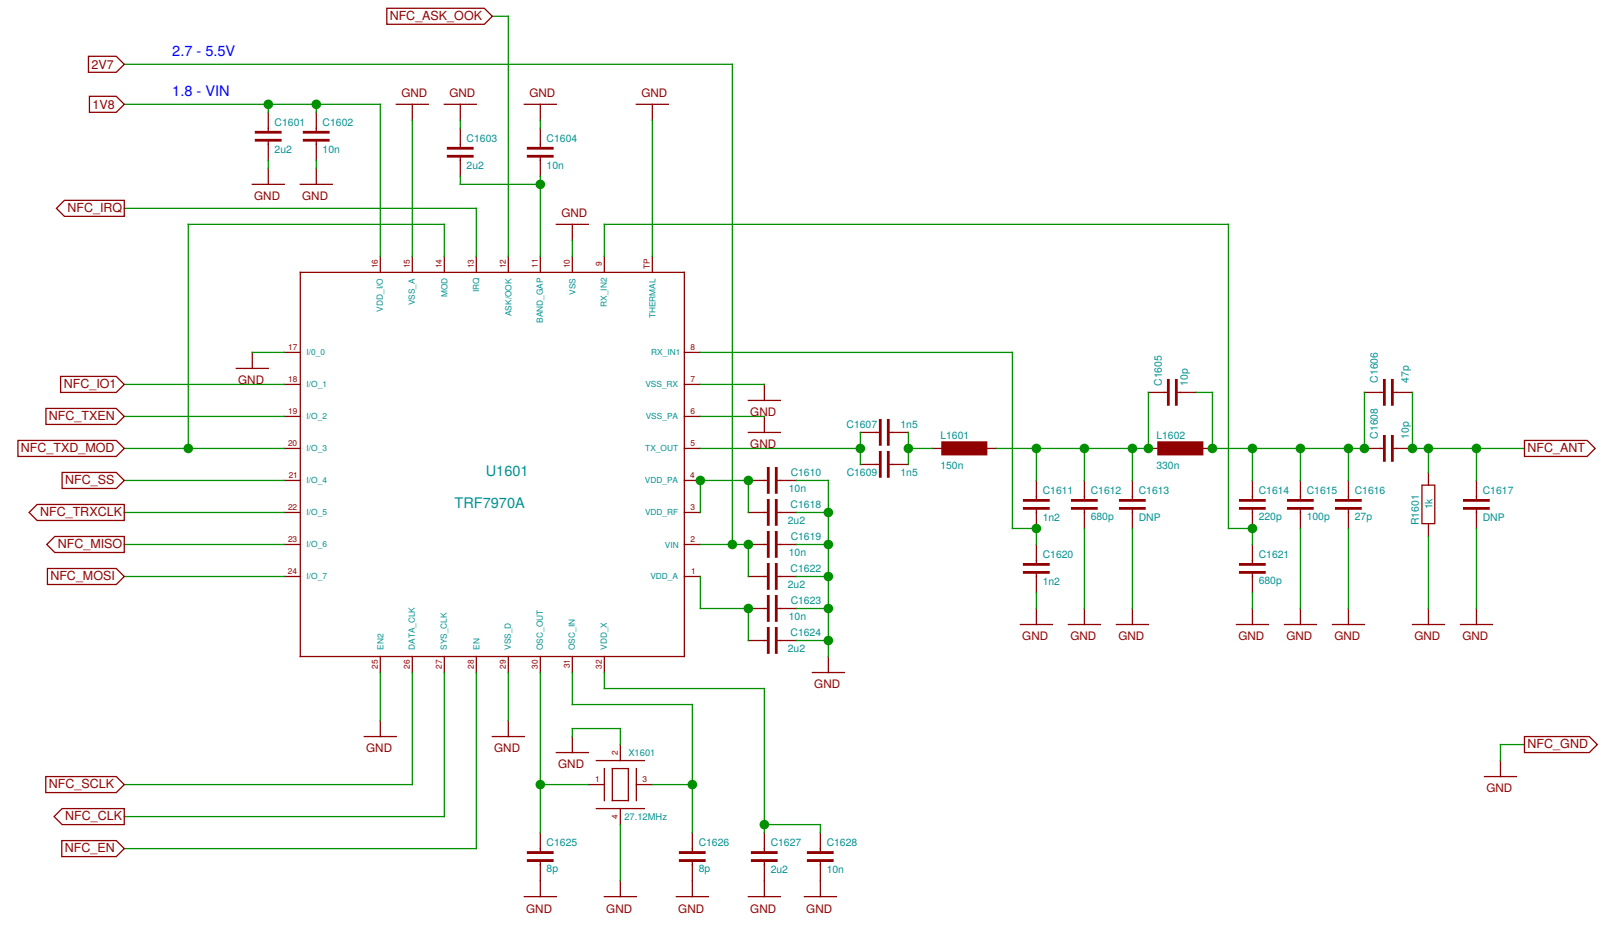 NFC_ASK_OOK
2.7 - 5.5V
2V7
1.8 - VIN
1V8
GND
GND
GND
GND
C1601
2u2
C1602
10n
C1603
2u2
C1604
10n
GND
GND
NFC_IRQ
GND
16
15
14
13
12
11
10
9
TP
VDD_I/O
VSS_A
MOD
IRQ
ASK/OOK
BAND_GAP
VSS
RX_IN2
THERMAL
17
I/0_0
GND
NFC_IO1
18
I/O_1
NFC_TXEN
19
I/O_2
NFC_TXD_MOD
20
I/O_3
NFC_SS
21
I/O_4
NFC_TRXCLK
22
I/O_5
NFC_MISO
23
I/O_6
NFC_MOSI
24
I/O_7
U1601
TRF7970A
RX_IN1
8
VSS_RX
7
GND
VSS_PA
6
GND
TX_OUT
5
VDD_PA
4
VDD_RF
3
VIN
2
VDD_A
1
C1607
1n5
C1609
1n5
L1601
150n
C1605
10p
L1602
330n
C1606
47p
C1608
10p
NFC_ANT
C1610
10n
C1618
2u2
C1619
10n
C1622
2u2
C1623
10n
C1624
2u2
GND
C1611
1n2
C1612
680p
C1613
DNP
C1614
220p
C1615
100p
C1616
27p
R1601
1k
C1617
DNP
C1620
1n2
C1621
680p
GND
GND
GND
GND
GND
GND
GND
GND
EN2
DATA_CLK
SYS_CLK
EN
VSS_D
OSC_OUT
OSC_IN
VDD_X
25
26
27
28
29
30
31
32
GND
GND
GND
2
X1601
1
3
4
27.12MHz
NFC_GND
GND
NFC_SCLK
NFC_CLK
NFC_EN
C1625
8p
C1626
8p
C1627
2u2
C1628
10n
GND
GND
GND
GND
GND